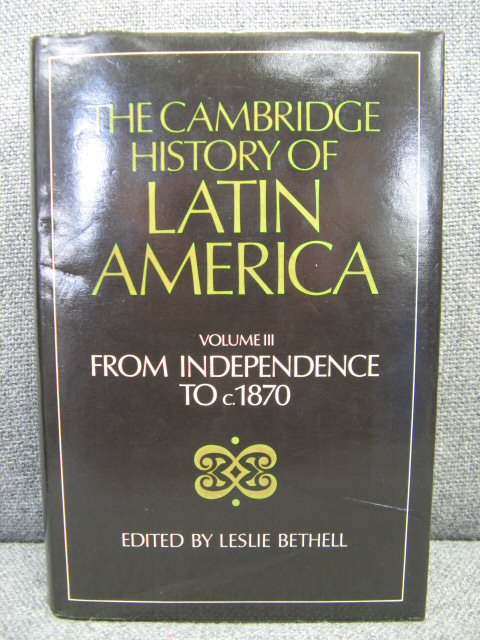 THE CAMBRIDGE
HISTORY OF
LATIN
AMERICA
VOLUME III
FROM INDEPENDENCE
TO c.1870
EDITED BY LESLIE BETHELL